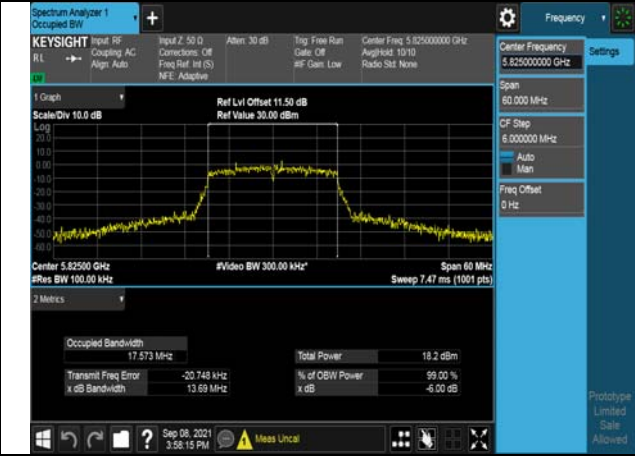 Spectrum Analyzer 1
Occupied BW
+
Frequency
KEYSIGHT
RL
Input: RF
Coupling: AC
Align: Auto
Input Z: 50 Ω
Corrections: Off
Freq Ref: Int (S)
NFE: Adaptive
Atten: 30 dB
Trig: Free Run
Gate: Off
#IF Gain: Low
Center Freq: 5.825000000 GHz
Avg|Hold: 10/10
Radio Std: None
Center Frequency
5.825000000 GHz
Settings
Span
60.000 MHz
CF Step
6.000000 MHz
Auto
Man
Freq Offset
0 Hz
1 Graph
Scale/Div 10.0 dB
Ref Lvl Offset 11.50 dB
Ref Value 30.00 dBm
Log
20.0
10.0
0.00
-10.0
-20.0
-30.0
-40.0
-50.0
-60.0
Center 5.82500 GHz
#Res BW 100.00 kHz
#Video BW 300.00 kHz*
Span 60 MHz
Sweep 7.47 ms (1001 pts)
2 Metrics
Occupied Bandwidth
17.573 MHz
Total Power 18.2 dBm
Transmit Freq Error -20.748 kHz
% of OBW Power 99.00 %
x dB Bandwidth 13.69 MHz
x dB -6.00 dB
Prototype
Limited
Sale
Allowed
?
Sep 08, 2021
3:58:15 PM
Meas Uncal